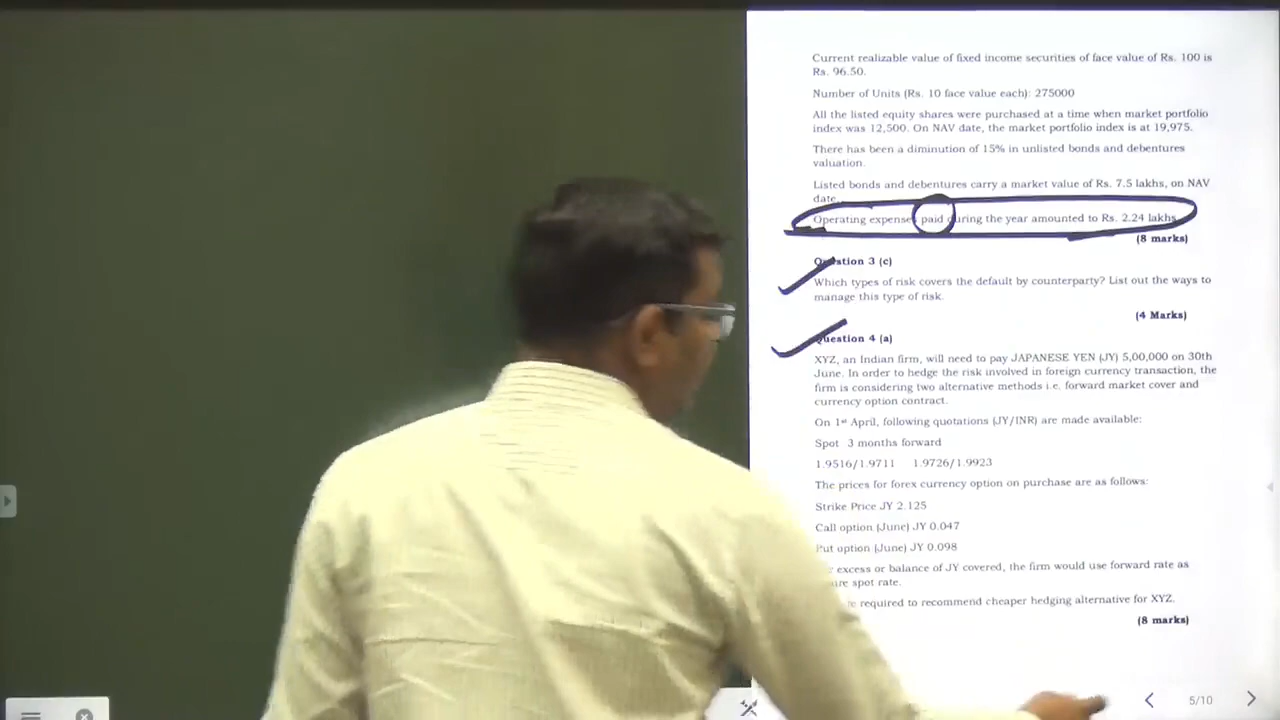 Current realizable value of fixed income securities of face value of Rs. 100 is
Rs. 96.50.
Number of Units (Rs. 10 face value each): 275000
All the listed equity shares were purchased at a time when market portfolio
index was 12,500. On NAV date, the market portfolio index is at 19,975.
There has been a diminution of 15% in unlisted bonds and debentures
valuation.
Listed bonds and debentures carry a market value of Rs. 7.5 lakhs, on NAV
date.
Operating expenses paid during the year amounted to Rs. 2.24 lakhs
(8 marks)
Question 3 (c)
Which types of risk covers the default by counterparty? List out the ways to
manage this type of risk.
(4 Marks)
Question 4 (a)
XYZ, an Indian firm, will need to pay JAPANESE YEN (JY) 5,00,000 on 30th
June. In order to hedge the risk involved in foreign currency transaction, the
firm is considering two alternative methods i.e. forward market cover and
currency option contract.
On 1st April, following quotations (JY/INR) are made available:
Spot 3 months forward
1.9516/1.9711 1.9726/1.9923
The prices for forex currency option on purchase are as follows:
Strike Price JY 2.125
Call option (June) JY 0.047
Put option (June) JY 0.098
excess or balance of JY covered, the firm would use forward rate as
spot rate.
required to recommend cheaper hedging alternative for XYZ.
(8 marks)
5/10